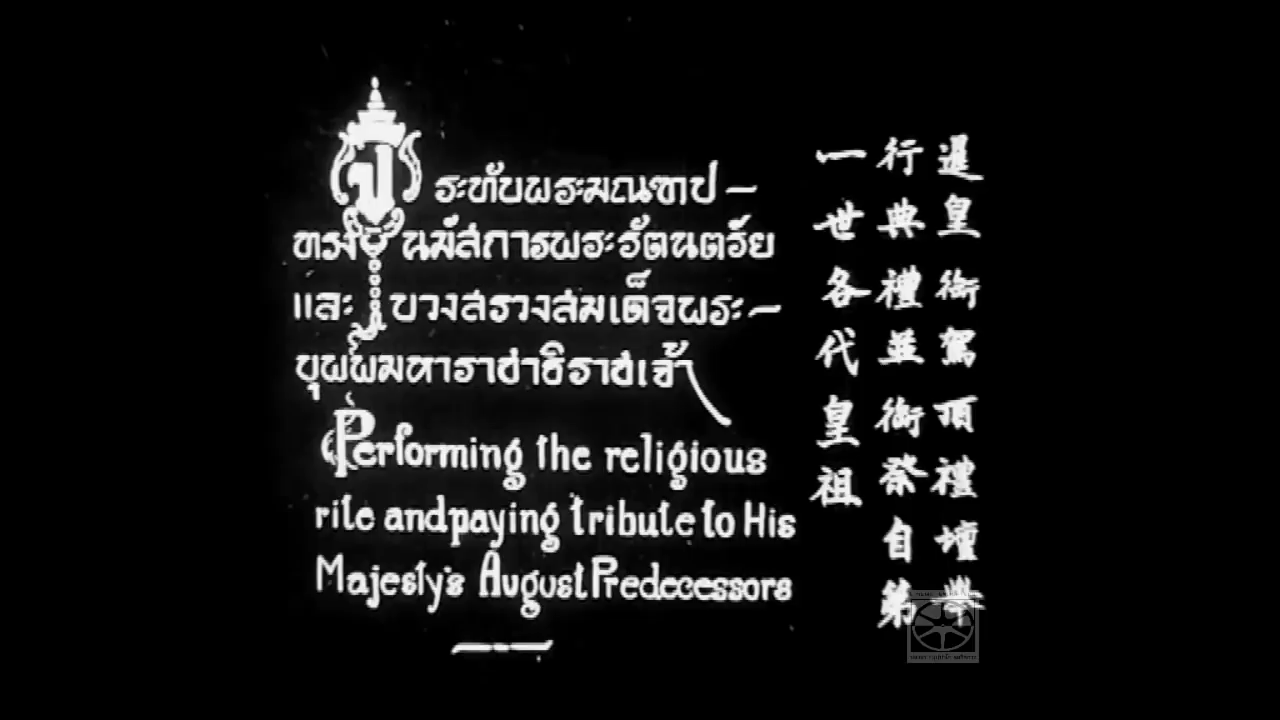 ประทับพระมณฑป –
ทรงนมัสการพระรัตนตรัย
และบวงสรวงสมเด็จพระ –
บุพพ์มหาราชาธิราชเจ้า
Performing the religious
rite and paying tribute to His
Majesty's August Predecessors
暹皇御駕頂禮壇舉
行典禮並御祭自第
一世各代皇祖